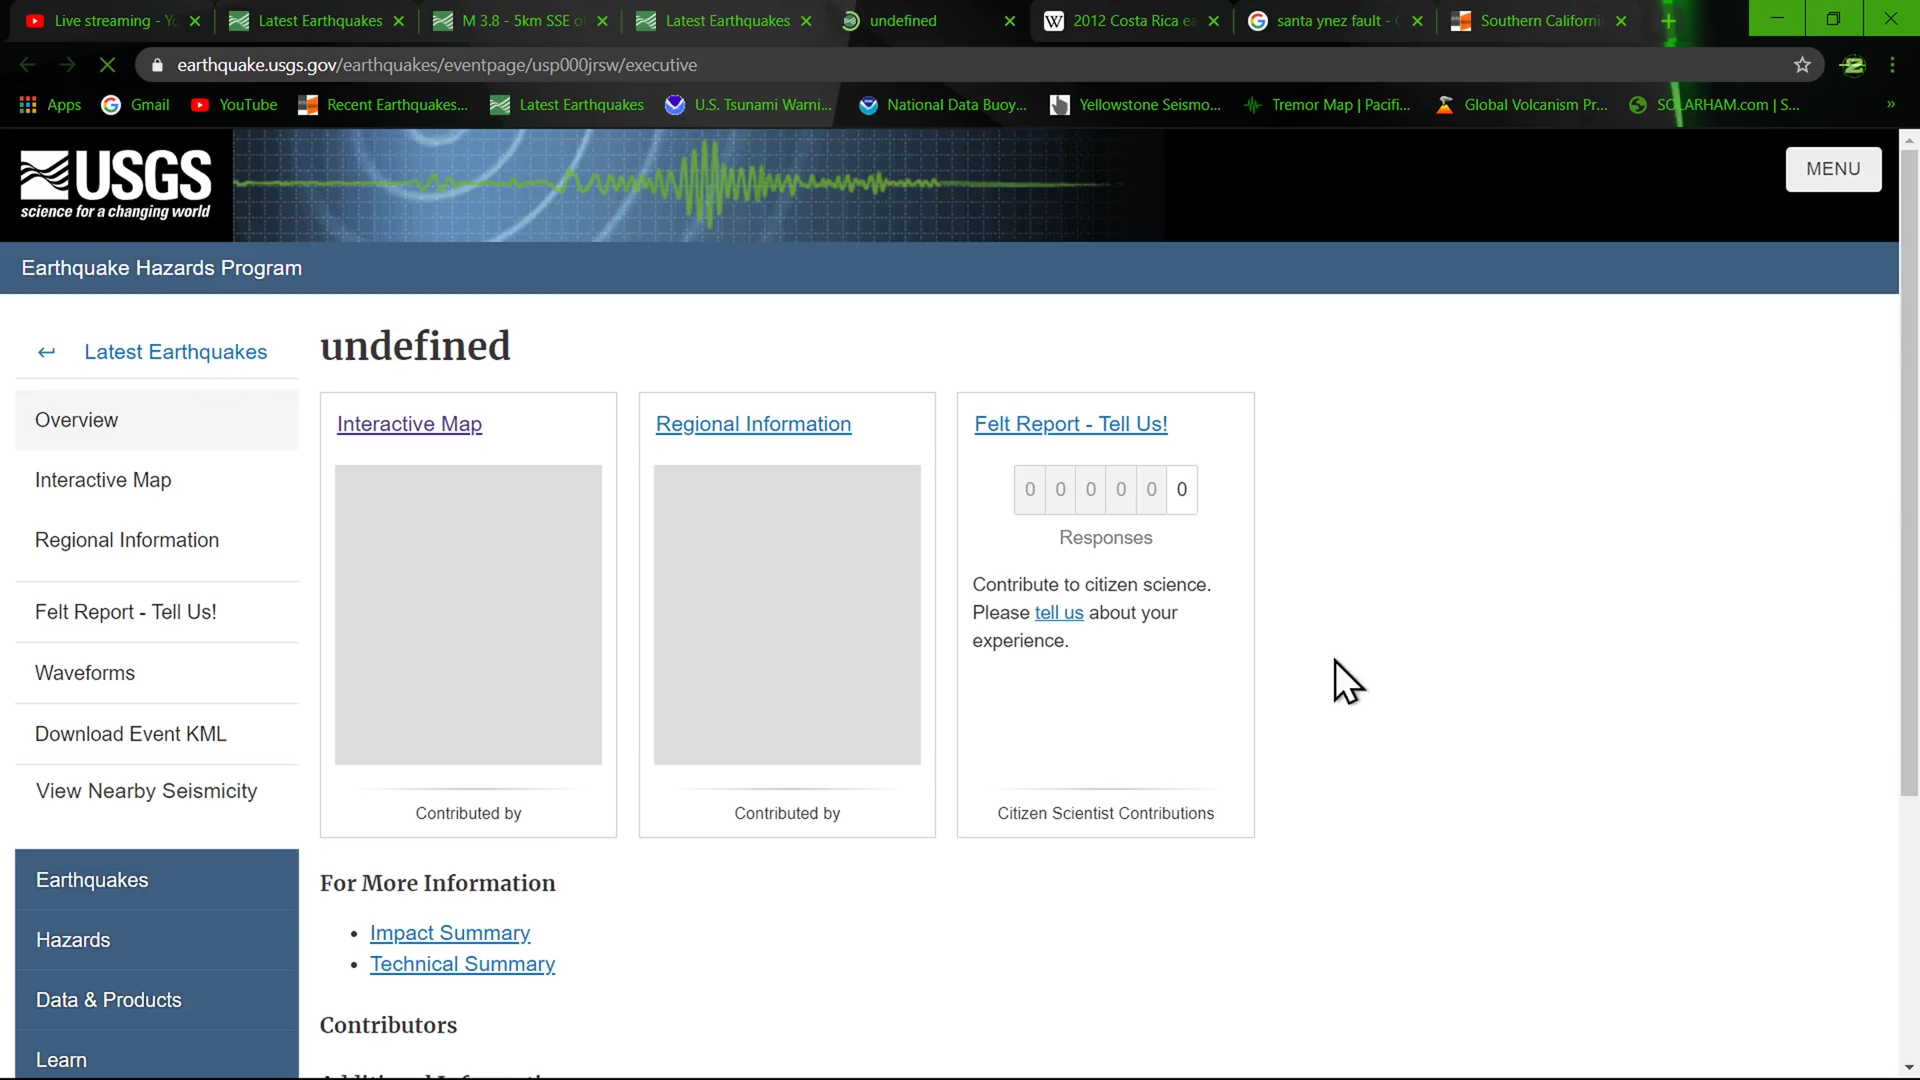 Live streaming - Yo
Latest Earthquakes
M 3.8 - 5km SSE o
Latest Earthquakes
undefined
2012 Costa Rica ea
santa ynez fault -
Southern Californi
earthquake.usgs.gov/earthquakes/eventpage/usp000jrsw/executive
Apps
Gmail
YouTube
Recent Earthquakes...
Latest Earthquakes
U.S. Tsunami Warni...
National Data Buoy...
Yellowstone Seismo...
Tremor Map | Pacifi...
Global Volcanism Pr...
SOLARHAM.com | S...
»
USGS
science for a changing world
MENU
Earthquake Hazards Program
Latest Earthquakes
Overview
Interactive Map
Regional Information
Felt Report - Tell Us!
Waveforms
Download Event KML
View Nearby Seismicity
Earthquakes
Hazards
Data & Products
Learn
undefined
Interactive Map
Contributed by
Regional Information
Contributed by
Felt Report - Tell Us!
0 0 0 0 0 0
Responses
Contribute to citizen science.
Please tell us about your
experience.
Citizen Scientist Contributions
For More Information
• Impact Summary
• Technical Summary
Contributors